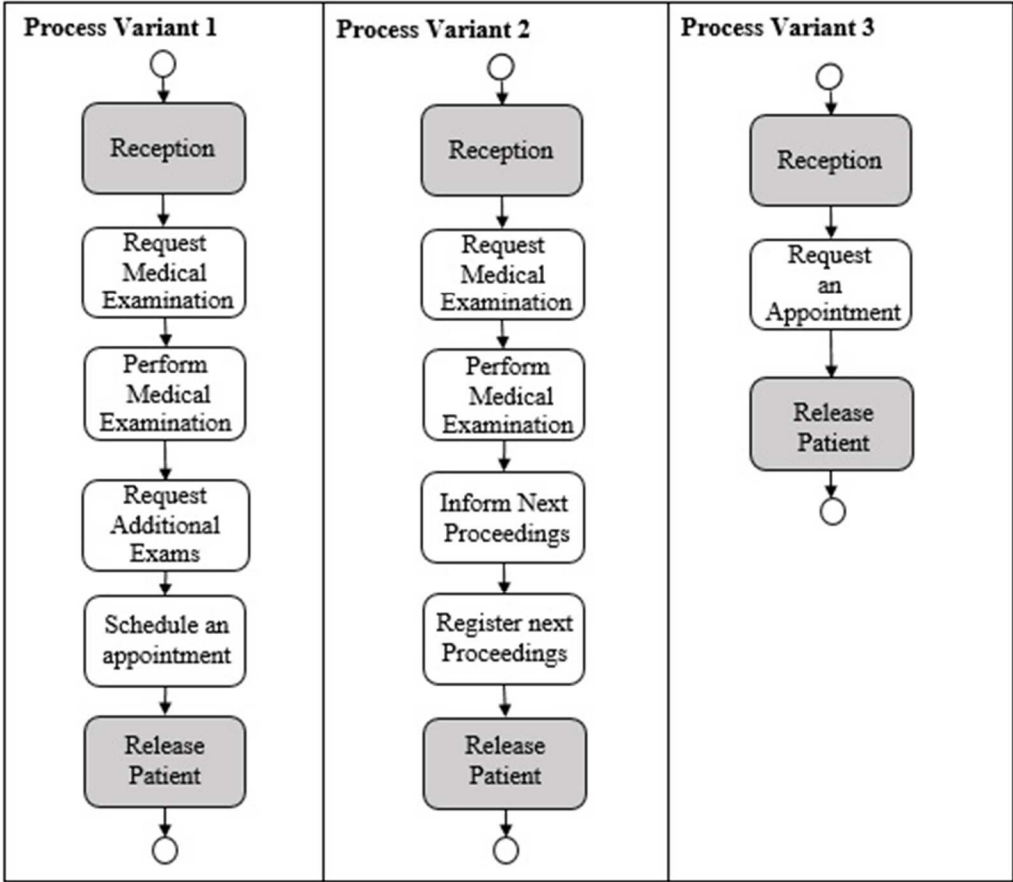 Process Variant 1
Reception
Request
Medical
Examination
Perform
Medical
Examination
Request
Additional
Exams
Schedule an
appointment
Release
Patient
Process Variant 2
Reception
Request
Medical
Examination
Perform
Medical
Examination
Inform Next
Proceedings
Register next
Proceedings
Release
Patient
Process Variant 3
Reception
Request
an
Appointment
Release
Patient